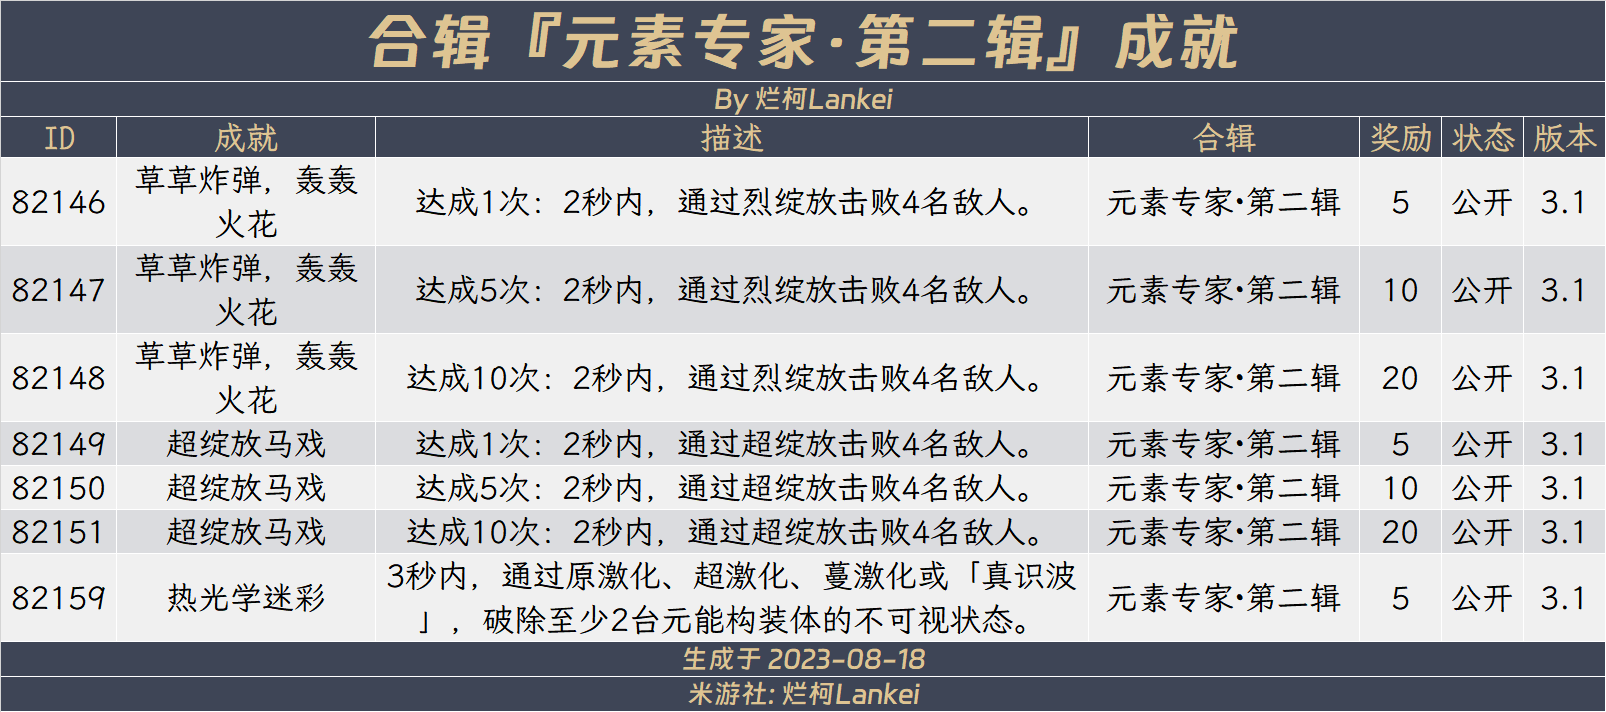 合辑『元素专家·第二辑』成就
By 烂柯Lankei
ID 成就 描述 合辑 奖励 状态 版本
82146 草草炸弹，轰轰火花 达成1次：2秒内，通过烈绽放击败4名敌人。 元素专家·第二辑 5 公开 3.1
82147 草草炸弹，轰轰火花 达成5次：2秒内，通过烈绽放击败4名敌人。 元素专家·第二辑 10 公开 3.1
82148 草草炸弹，轰轰火花 达成10次：2秒内，通过烈绽放击败4名敌人。 元素专家·第二辑 20 公开 3.1
82149 超绽放马戏 达成1次：2秒内，通过超绽放击败4名敌人。 元素专家·第二辑 5 公开 3.1
82150 超绽放马戏 达成5次：2秒内，通过超绽放击败4名敌人。 元素专家·第二辑 10 公开 3.1
82151 超绽放马戏 达成10次：2秒内，通过超绽放击败4名敌人。 元素专家·第二辑 20 公开 3.1
82159 热光学迷彩 3秒内，通过原激化、超激化、蔓激化或「真识波」，破除至少2台元能构装体的不可视状态。 元素专家·第二辑 5 公开 3.1
生成于 2023-08-18
米游社: 烂柯Lankei